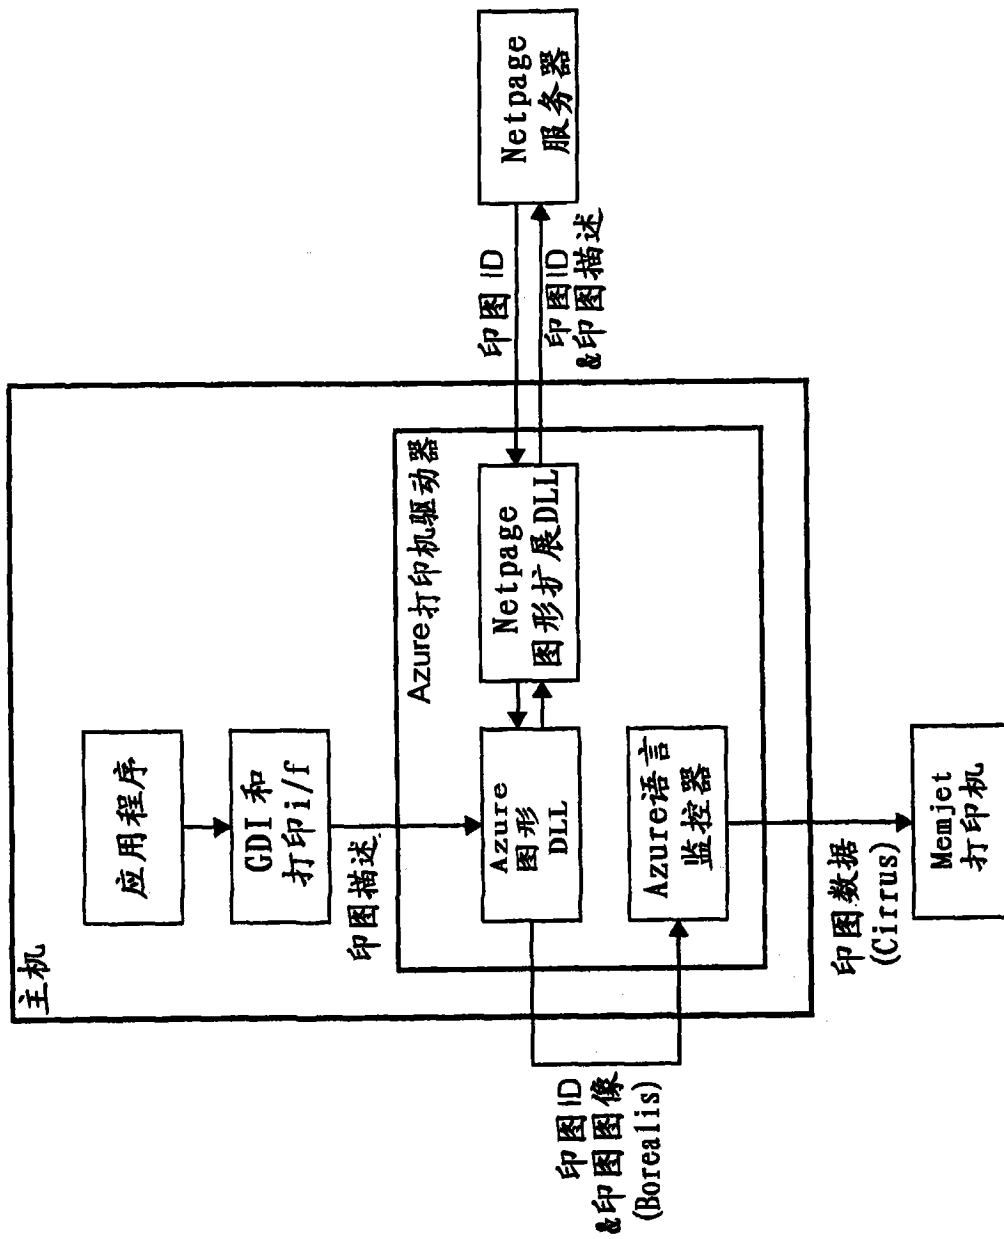 主机
应用程序
GDI和
打印i/f
印图描述
Azure打印机驱动器
Azure
图形
DLL
Netpage
图形扩展DLL
Azure语言
监控器
印图 ID
印图ID
&印图描述
Netpage
服务器
印图ID
&印图图像
(Borealis)
印图数据
(Cirrus)
Memjet
打印机